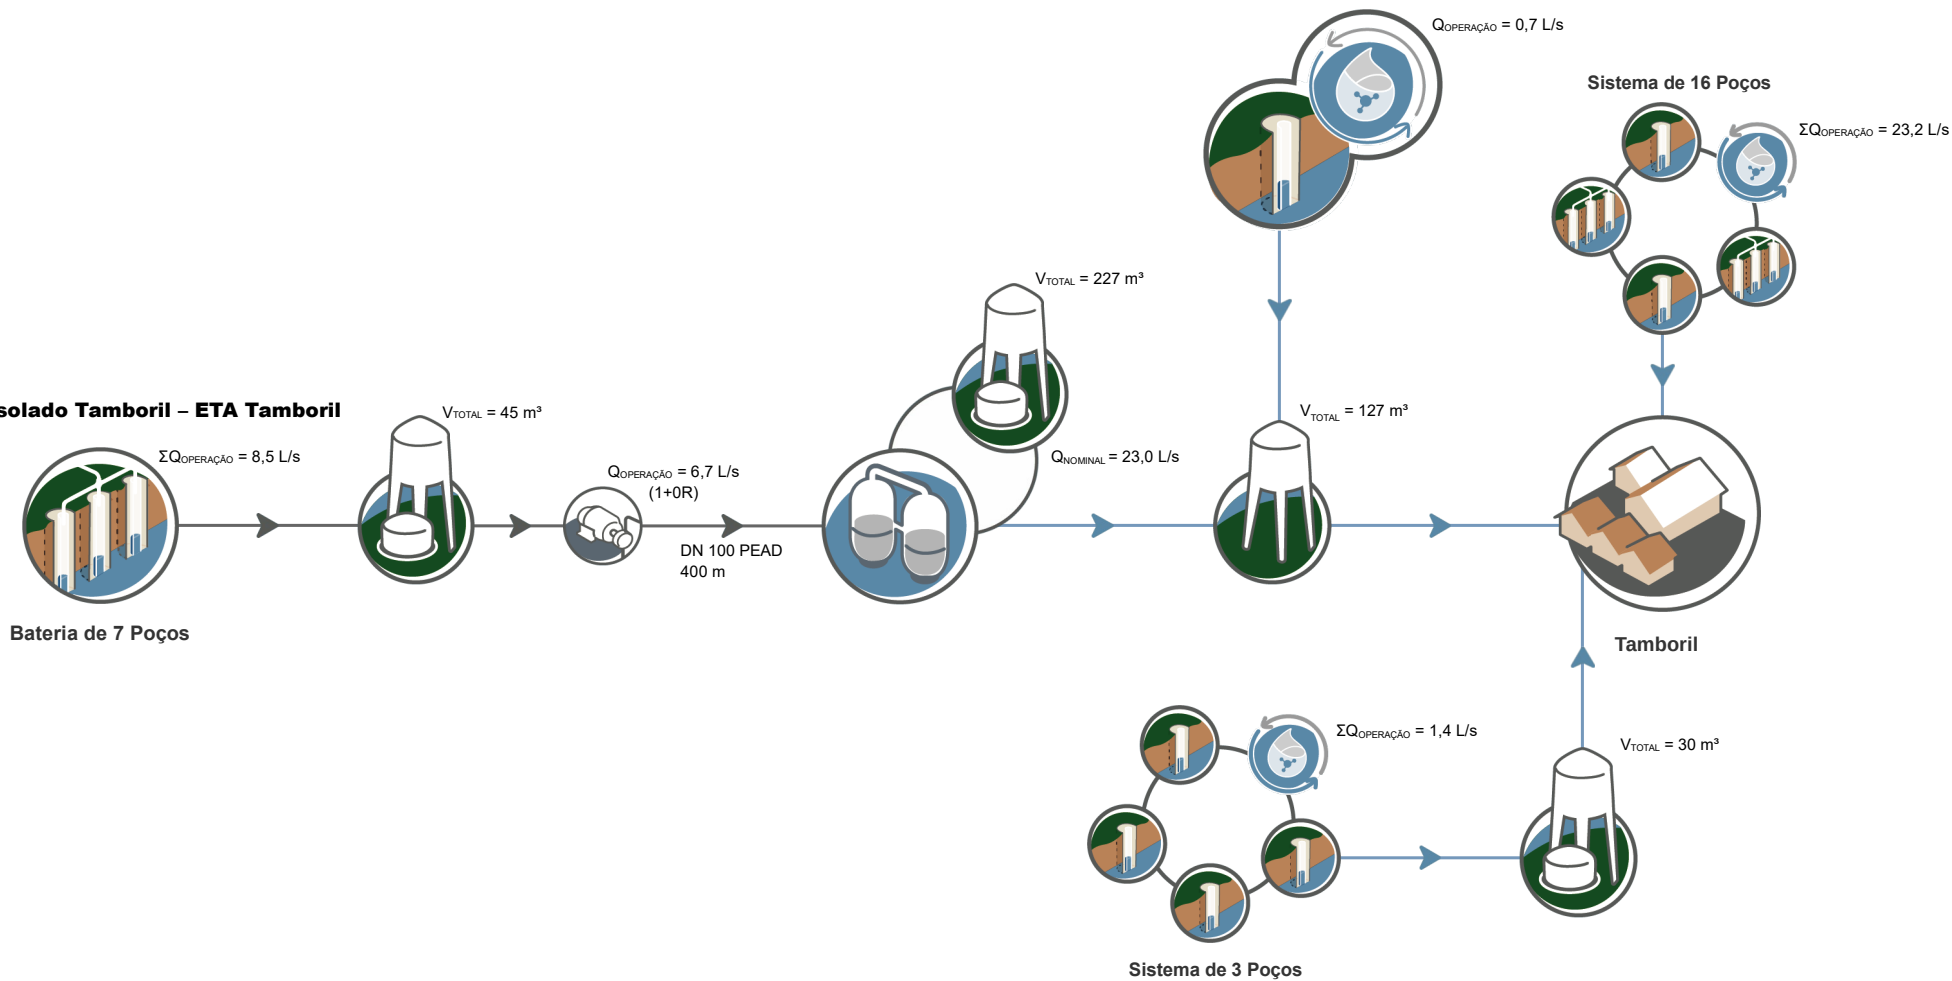 QOPERAÇÃO = 0,7 L/s
Sistema de 16 Poços
ΣQOPERAÇÃO = 23,2 L/s
VTOTAL = 227 m³
solado Tamboril – ETA Tamboril
VTOTAL = 45 m³
VTOTAL = 127 m³
ΣQOPERAÇÃO = 8,5 L/s
QOPERAÇÃO = 6,7 L/s
(1+0R)
QNOMINAL = 23,0 L/s
DN 100 PEAD
400 m
Bateria de 7 Poços
Tamboril
ΣQOPERAÇÃO = 1,4 L/s
VTOTAL = 30 m³
Sistema de 3 Poços